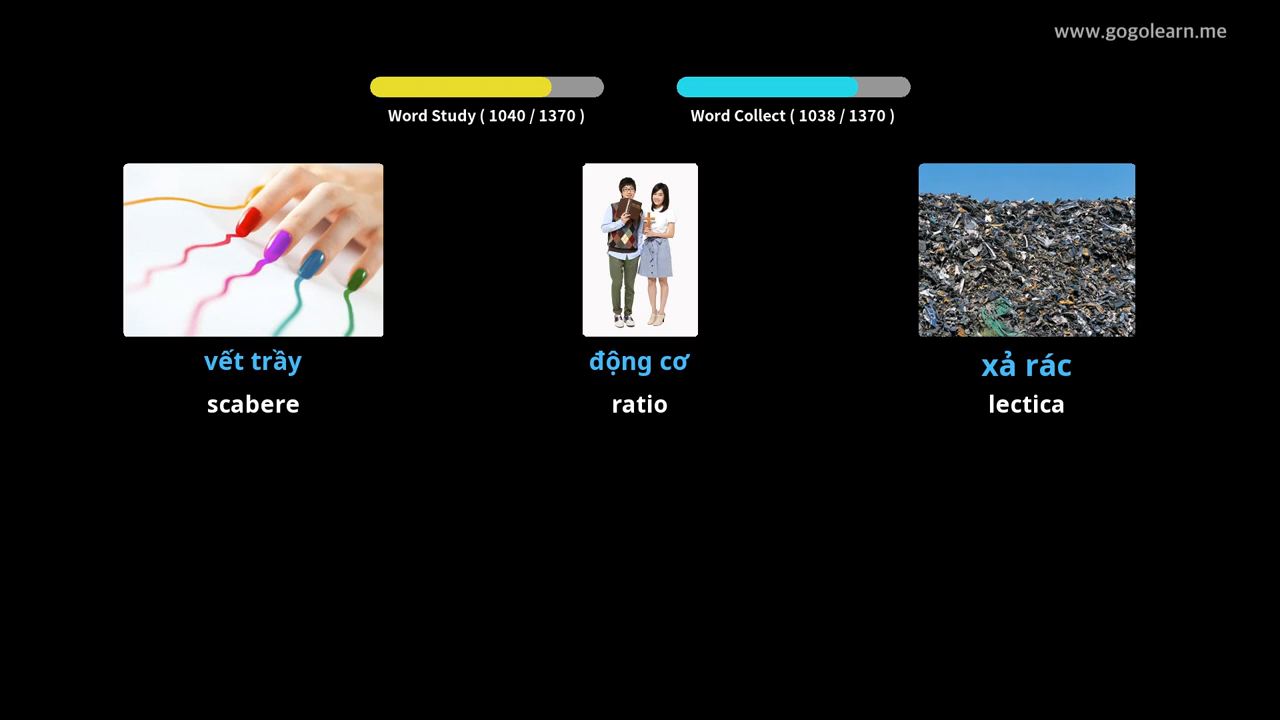 www.gogolearn.me
Word Study ( 1040 / 1370 )
Word Collect ( 1038 / 1370 )
vết trầy
động cơ
xả rác
scabere
ratio
lectica